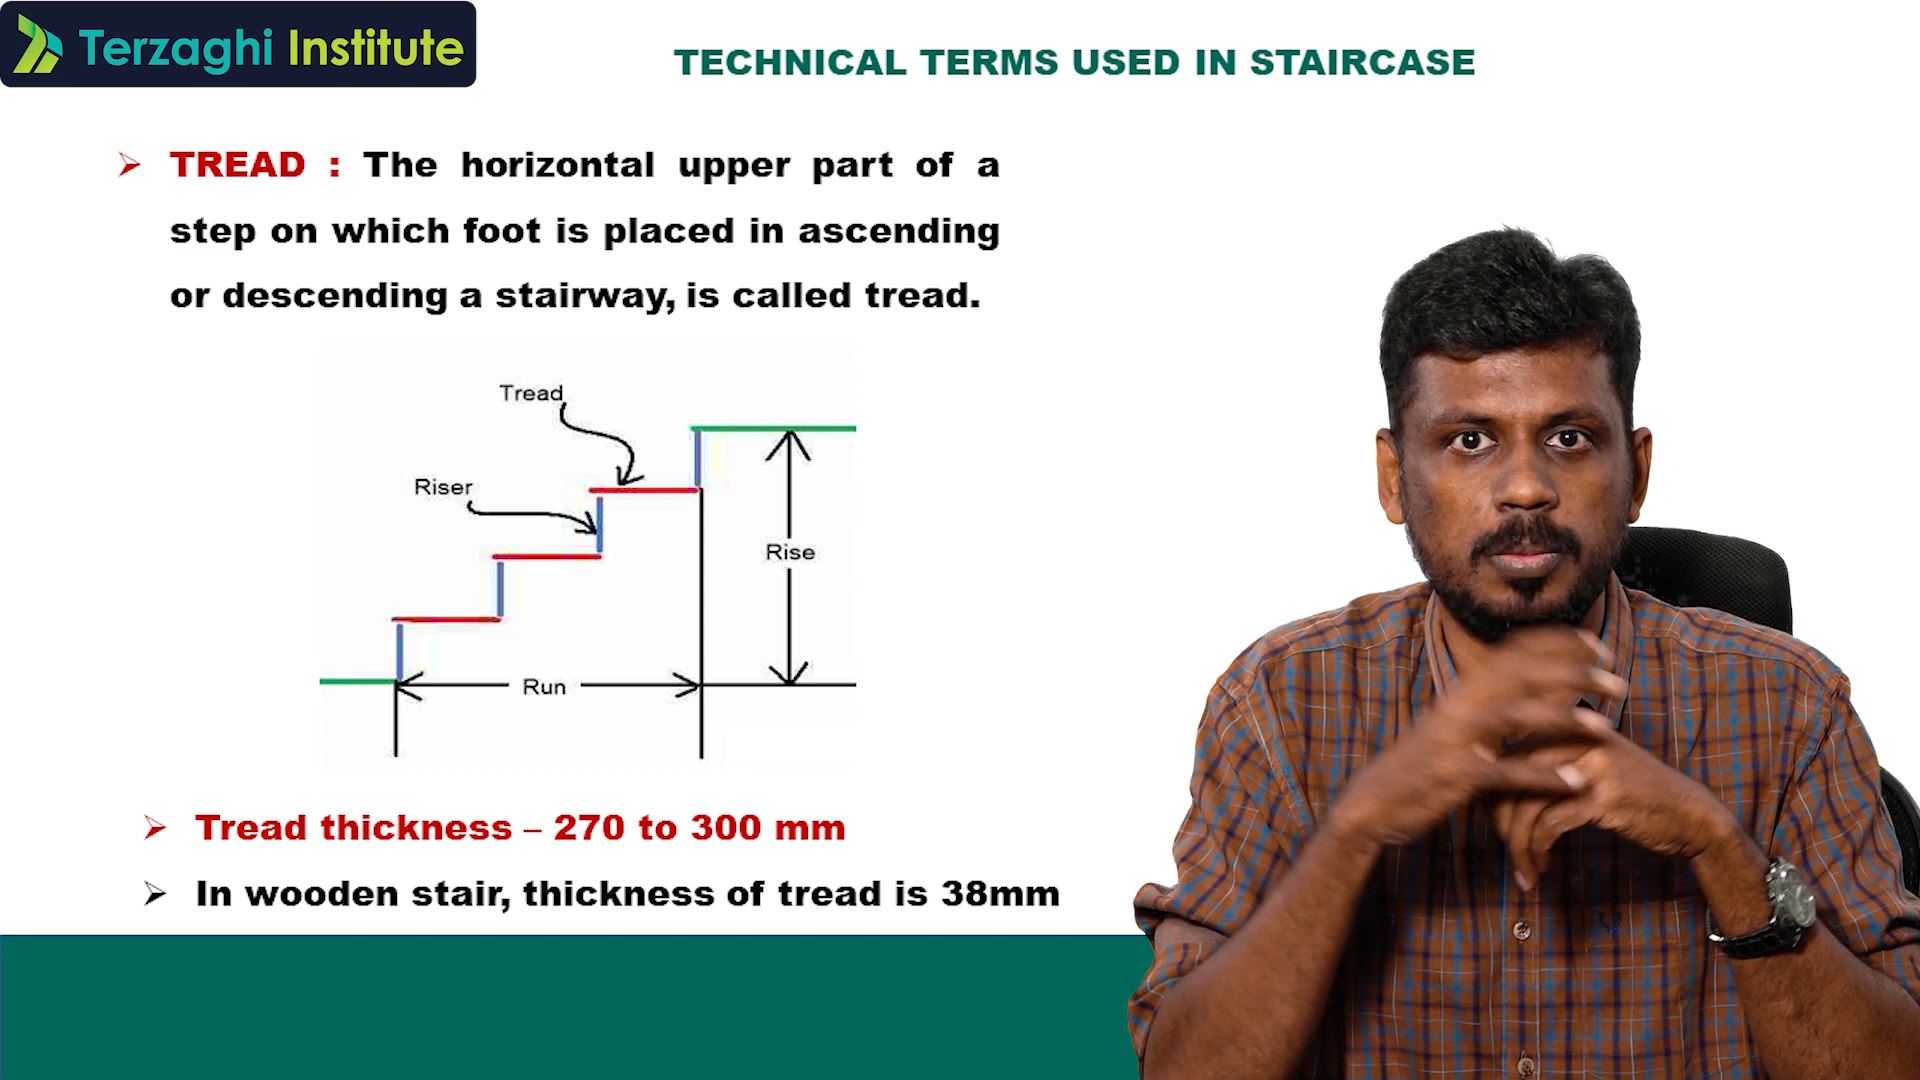 Terzaghi Institute
TECHNICAL TERMS USED IN STAIRCASE
➢ TREAD : The horizontal upper part of a
step on which foot is placed in ascending
or descending a stairway, is called tread.
Tread
Riser
Rise
Run
➢ Tread thickness – 270 to 300 mm
➢ In wooden stair, thickness of tread is 38mm